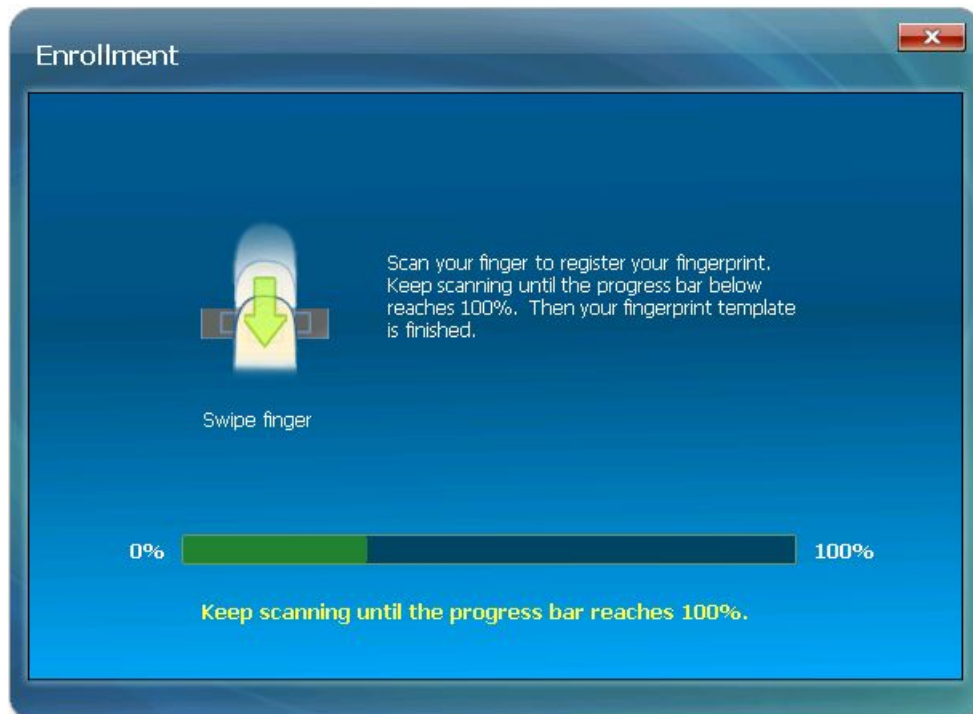 Enrollment
Scan your finger to register your fingerprint.
Keep scanning until the progress bar below
reaches 100%.  Then your fingerprint template
is finished.
Swipe finger
0%
100%
Keep scanning until the progress bar reaches 100%.